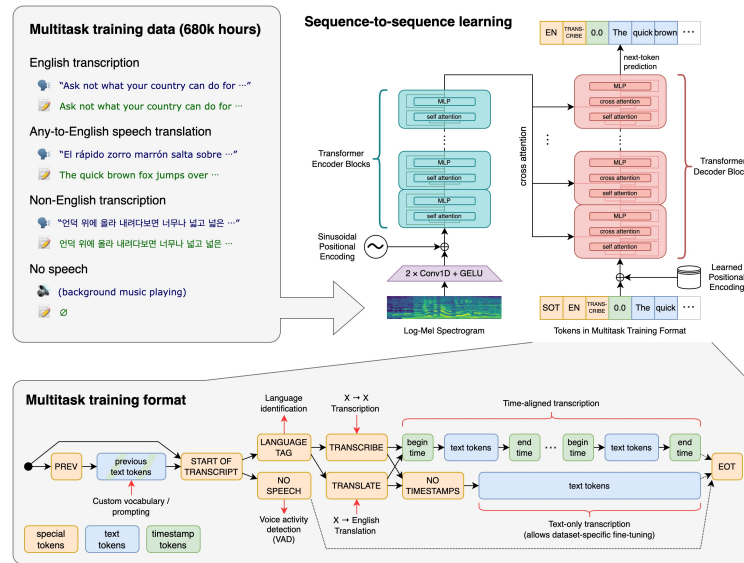 Multitask training data (680k hours)
English transcription
“Ask not what your country can do for ⋯”
Ask not what your country can do for ⋯
Any-to-English speech translation
“El rápido zorro marrón salta sobre ⋯”
The quick brown fox jumps over ⋯
Non-English transcription
“언덕 위에 올라 내려다보면 너무나 넓고 넓은 ⋯”
언덕 위에 올라 내려다보면 너무나 넓고 넓은 ⋯
No speech
(background music playing)
∅
Sequence-to-sequence learning
EN
TRANS-
CRIBE
0.0
The
quick
brown
⋯
next-token
prediction
MLP
self attention
⋯
MLP
self attention
MLP
self attention
Transformer
Encoder Blocks
Sinusoidal
Positional
Encoding
2 × Conv1D + GELU
Log-Mel Spectrogram
cross attention
⋯
MLP
cross attention
self attention
⋯
MLP
cross attention
self attention
MLP
cross attention
self attention
Transforme
Decoder Bloc
Learned
Positional
Encoding
SOT
EN
TRANS-
CRIBE
0.0
The
quick
⋯
Tokens in Multitask Training Format
Multitask training format
Language
identification
X → X
Transcription
Time-aligned transcription
PREV
previous
text tokens
START OF
TRANSCRIPT
LANGUAGE
TAG
NO
SPEECH
TRANSCRIBE
TRANSLATE
begin
time
text tokens
end
time
⋯
begin
time
text tokens
end
time
NO
TIMESTAMPS
text tokens
EOT
Custom vocabulary /
prompting
Voice activity
detection
(VAD)
X → English
Translation
Text-only transcription
(allows dataset-specific fine-tuning)
special
tokens
text
tokens
timestamp
tokens